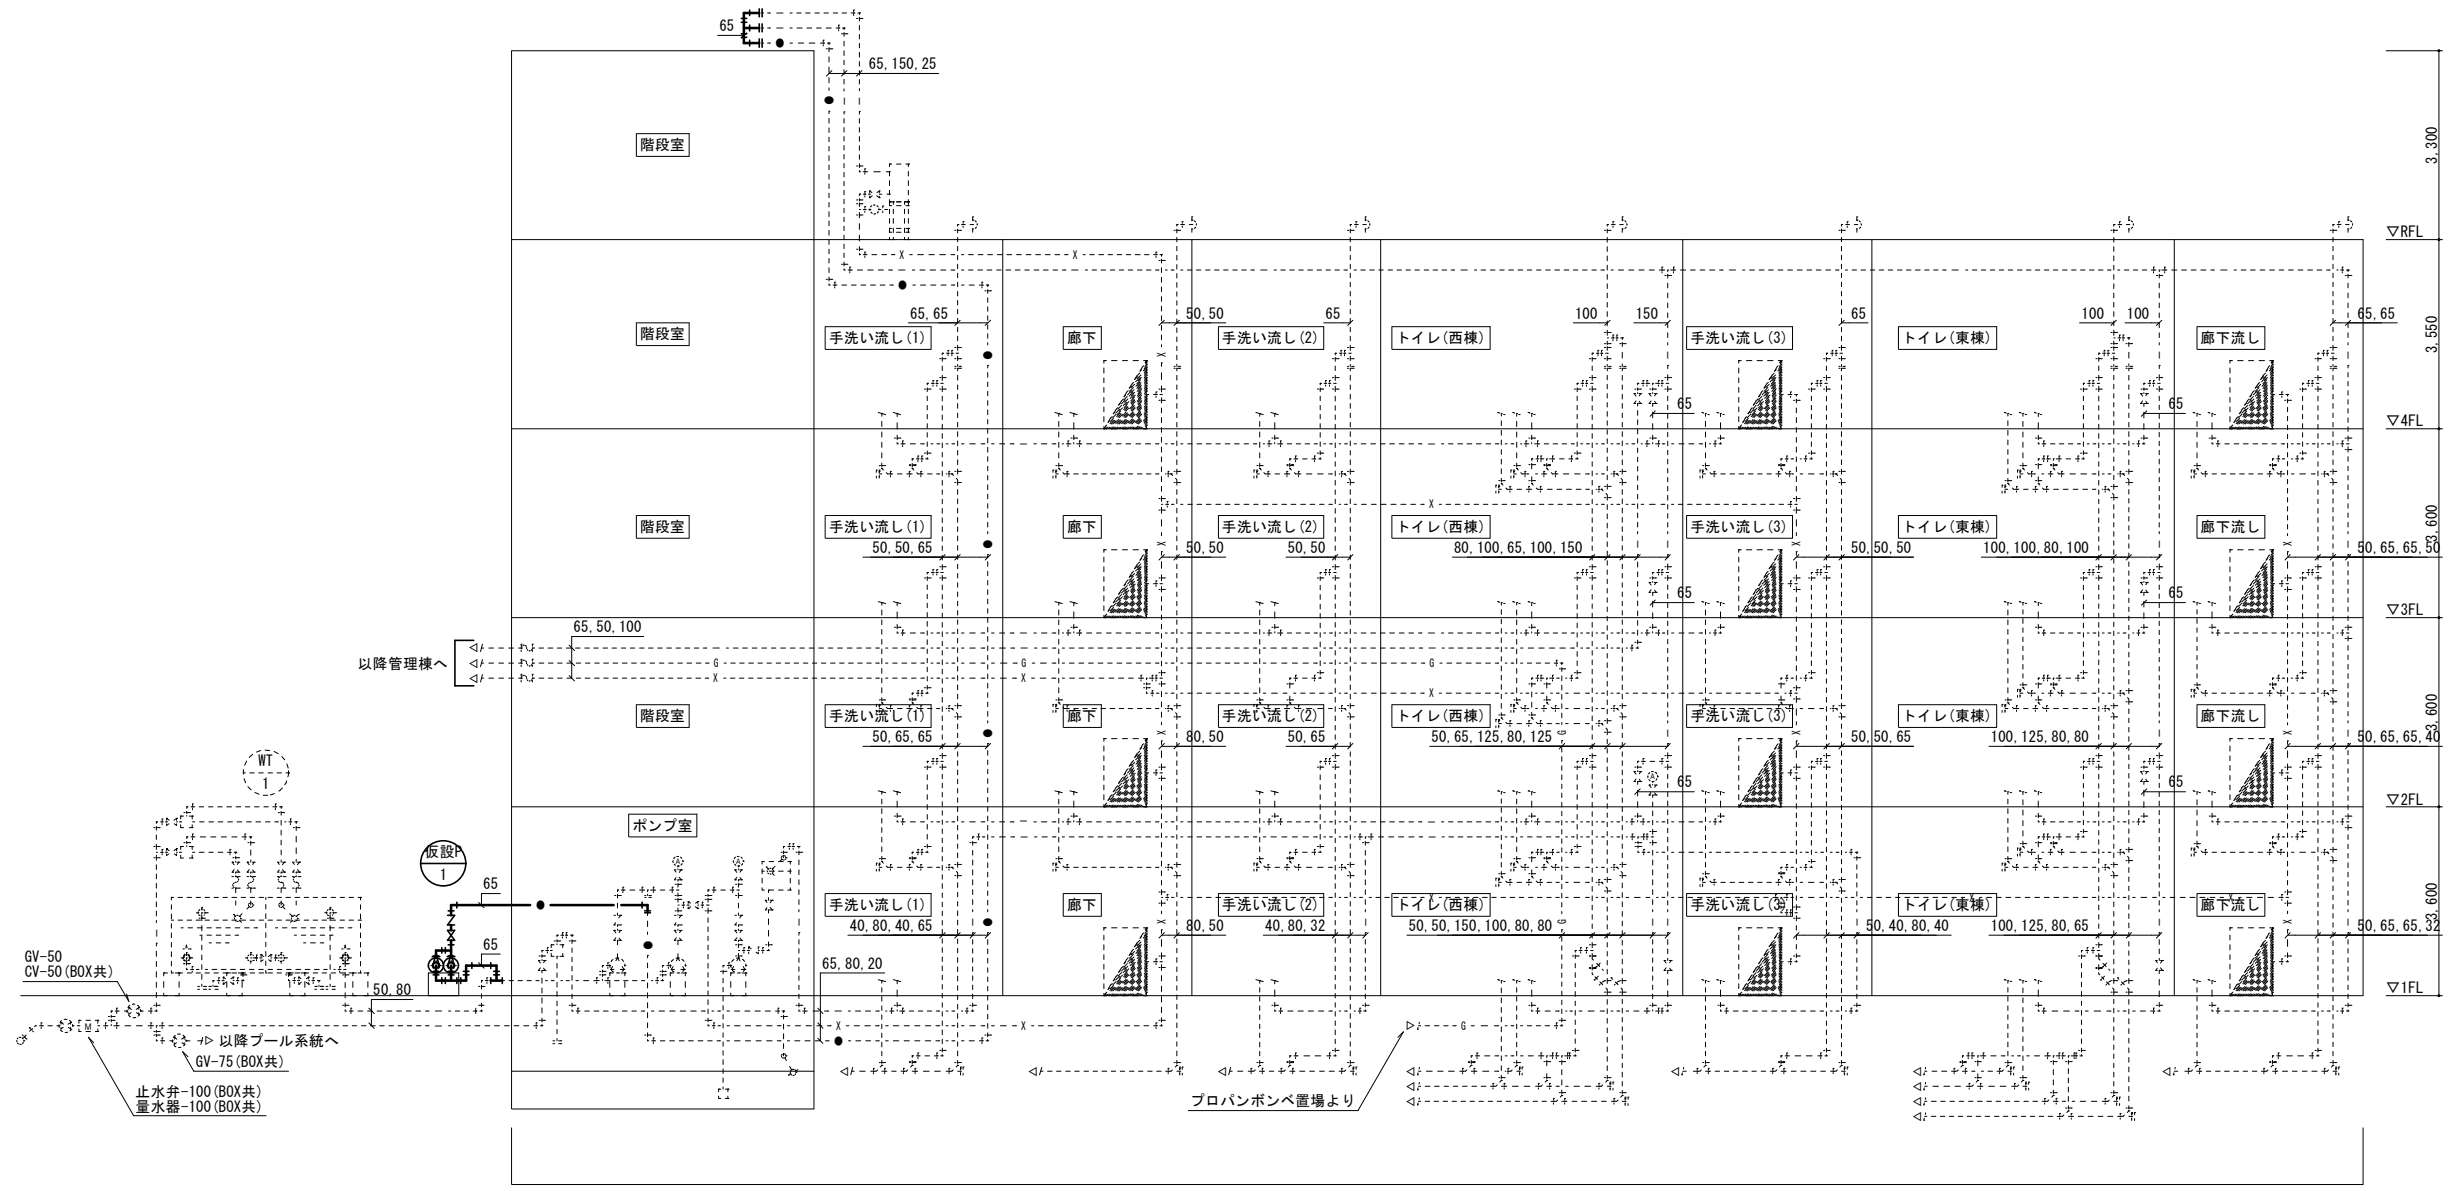 65
65,150,25
階段室
3,300
▽RFL
階段室
65,65
手洗い流し(1)
廊下
50,50
65
手洗い流し(2)
トイレ(西棟)
100
150
手洗い流し(3)
65
トイレ(東棟)
100
100
廊下流し
65,65
3,550
65
65
▽4FL
階段室
手洗い流し(1)
廊下
手洗い流し(2)
トイレ(西棟)
手洗い流し(3)
トイレ(東棟)
廊下流し
3,600
50,50,65
50,50
50,50
80,100,65,100,150
50,50,50
100,100,80,100
50,65,65,50
65
65
▽3FL
65,50,100
以降管理棟へ
G
G
G
X
X
X
階段室
手洗い流し(1)
廊下
手洗い流し(2)
トイレ(西棟)
手洗い流し(3)
トイレ(東棟)
廊下流し
3,600
50,65,65
80,50
50,65
50,65,125,80,125
50,50,65
100,125,80,80
50,65,65,40
WT
1
65
65
▽2FL
ポンプ室
仮設P
1
65
手洗い流し(1)
廊下
手洗い流し(2)
トイレ(西棟)
手洗い流し(3)
トイレ(東棟)
廊下流し
3,600
40,80,40,65
80,50
40,80,32
50,50,150,100,80,80
50,40,80,40
100,125,80,65
50,65,65,32
65
GV-50
CV-50(BOX共)
50,80
65,80,20
▽1FL
M
X
X
G
以降プール系統へ
GV-75(BOX共)
止水弁-100(BOX共)
量水器-100(BOX共)
プロパンボンベ置場より